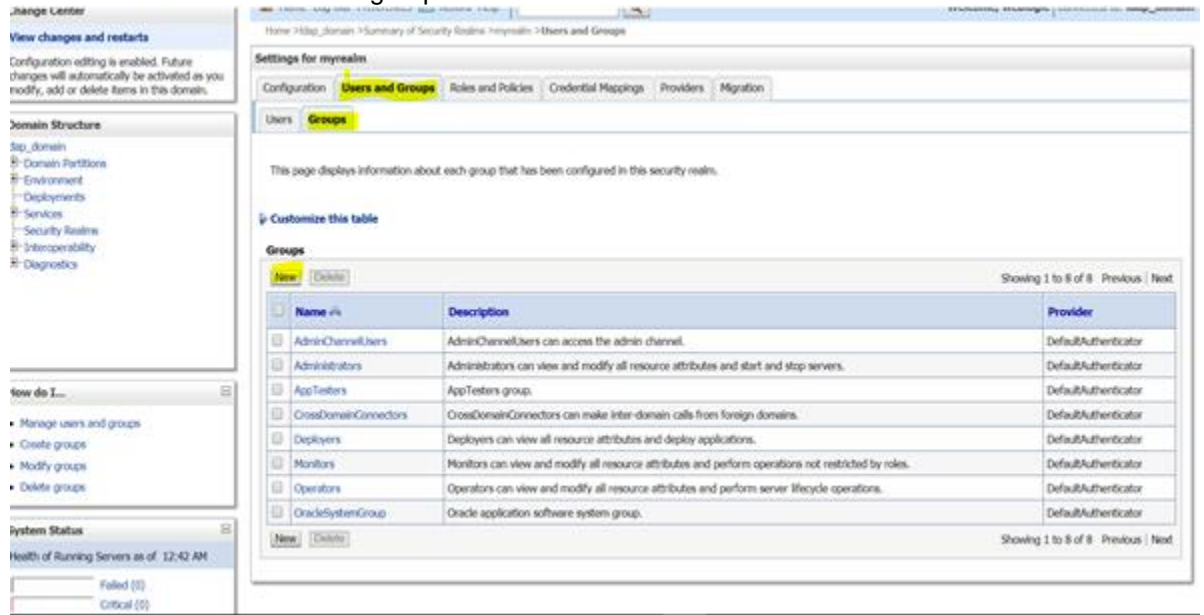 Change Center
View changes and restarts
Configuration editing is enabled. Future
changes will automatically be activated as you
modify, add or delete items in this domain.
Domain Structure
ldap_domain
Domain Partitions
Environment
Deployments
Services
Security Realms
Interoperability
Diagnostics
How do I...
Manage users and groups
Create groups
Modify groups
Delete groups
System Status
Health of Running Servers as of 12:42 AM
Failed (0)
Critical (0)
Home >ldap_domain >Summary of Security Realms >myrealm >Users and Groups
Settings for myrealm
Configuration Users and Groups Roles and Policies Credential Mappings Providers Migration
Users Groups
This page displays information about each group that has been configured in this security realm.
Customize this table
Groups
New Delete Showing 1 to 8 of 8 Previous | Next
Name Description Provider
AdminChannelUsers AdminChannelUsers can access the admin channel. DefaultAuthenticator
Administrators Administrators can view and modify all resource attributes and start and stop servers. DefaultAuthenticator
AppTesters AppTesters group. DefaultAuthenticator
CrossDomainConnectors CrossDomainConnectors can make inter-domain calls from foreign domains. DefaultAuthenticator
Deployers Deployers can view all resource attributes and deploy applications. DefaultAuthenticator
Monitors Monitors can view and modify all resource attributes and perform operations not restricted by roles. DefaultAuthenticator
Operators Operators can view and modify all resource attributes and perform server lifecycle operations. DefaultAuthenticator
OracleSystemGroup Oracle application software system group. DefaultAuthenticator
New Delete Showing 1 to 8 of 8 Previous | Next